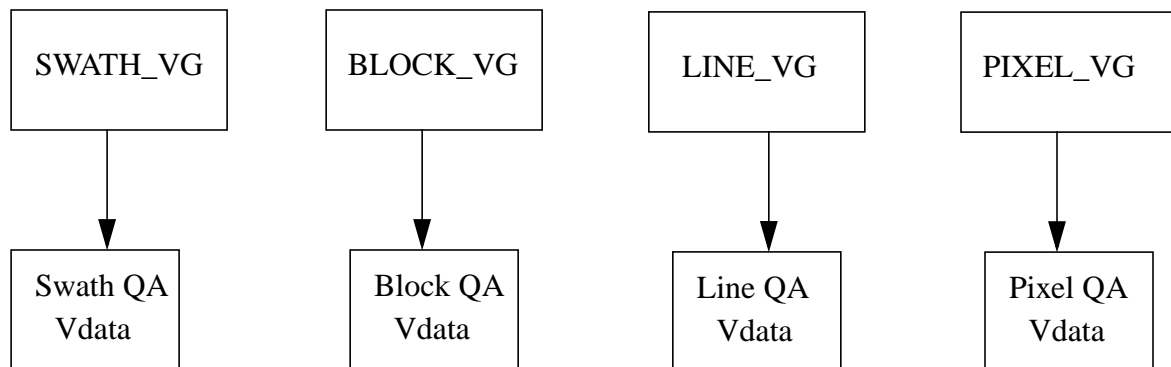 SWATH_VG
BLOCK_VG
LINE_VG
PIXEL_VG
Swath QA
Vdata
Block QA
Vdata
Line QA
Vdata
Pixel QA
Vdata